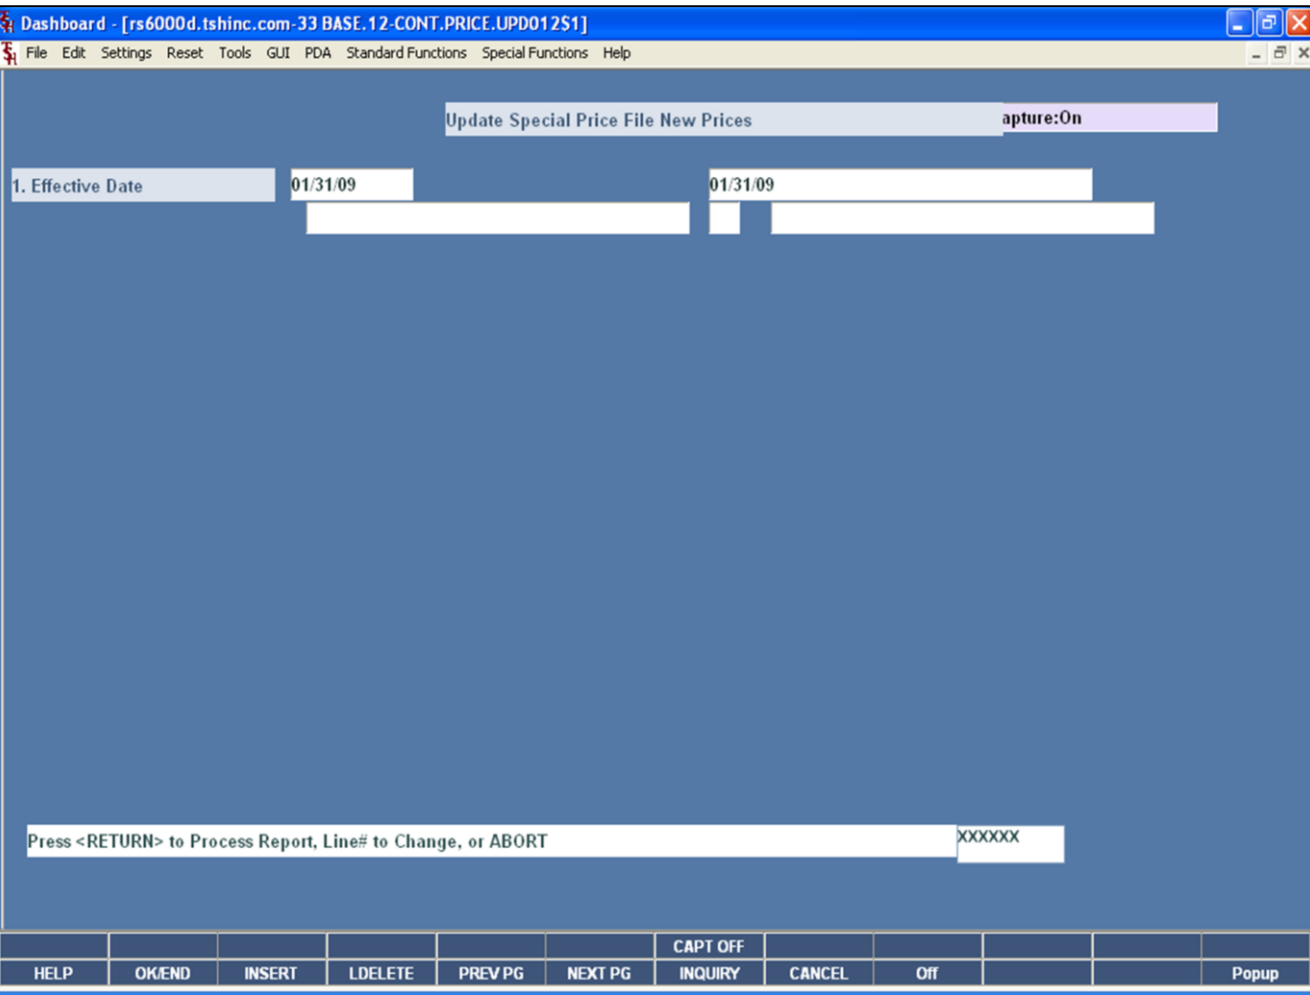 Dashboard - [rs6000d.tshinc.com-33 BASE.12-CONT.PRICE.UPD012$1]
File Edit Settings Reset Tools GUI PDA Standard Functions Special Functions Help
Update Special Price File New Prices apture:On
1. Effective Date 01/31/09 01/31/09
Press <RETURN> to Process Report, Line# to Change, or ABORT XXXXXX
CAPT OFF
HELP OK/END INSERT LDELETE PREV PG NEXT PG INQUIRY CANCEL Off Popup